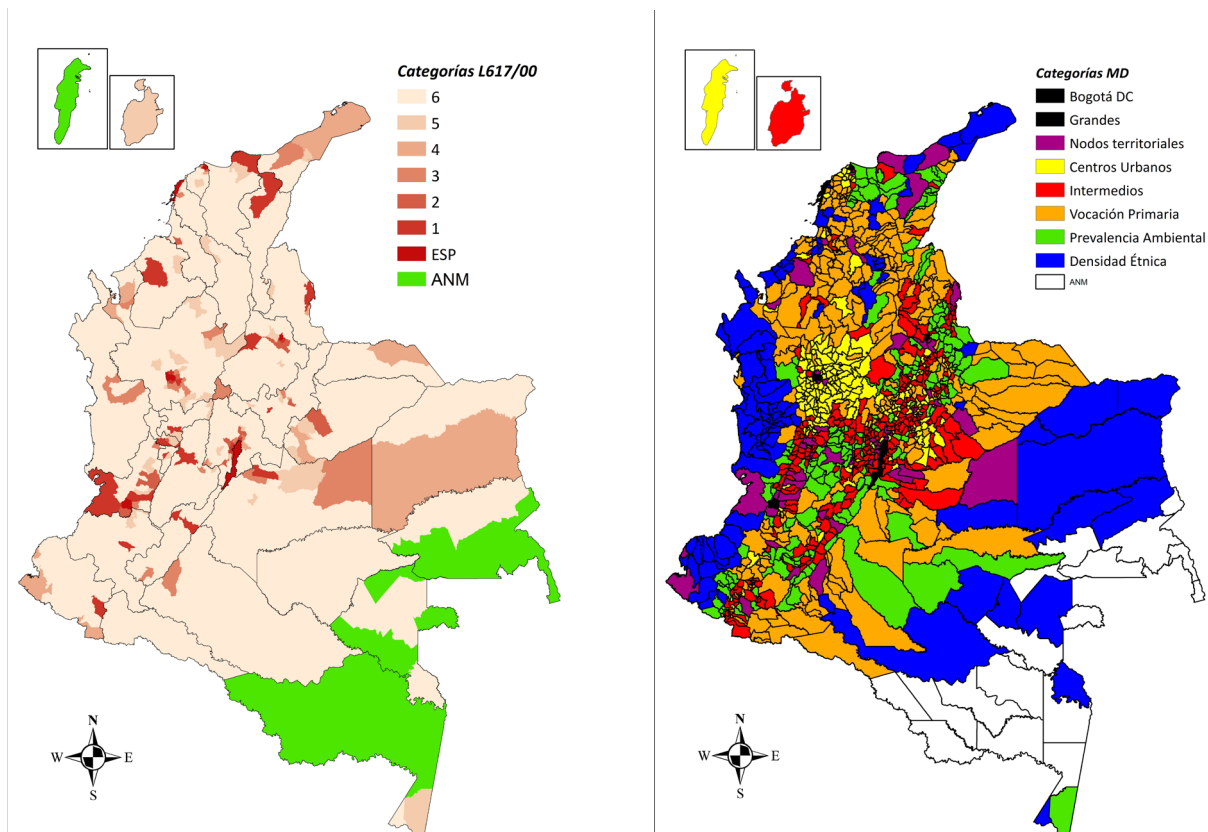 Categorías L617/00
6
5
4
3
2
1
ESP
ANM
N
W E
S
Categorías MD
Bogotá DC
Grandes
Nodos territoriales
Centros Urbanos
Intermedios
Vocación Primaria
Prevalencia Ambiental
Densidad Étnica
ANM
N
W E
S